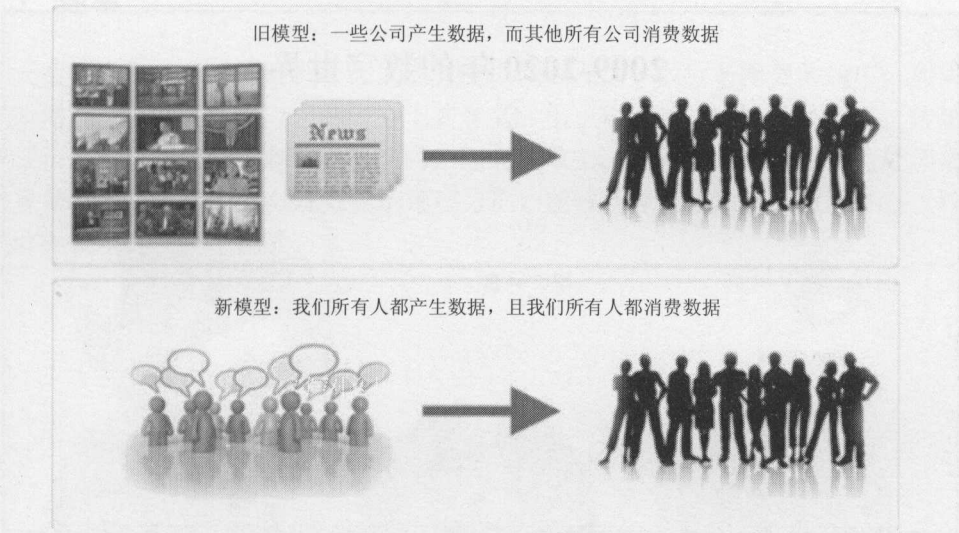 旧模型：一些公司产生数据，而其他所有公司消费数据
News
新模型：我们所有人都产生数据，且我们所有人都消费数据